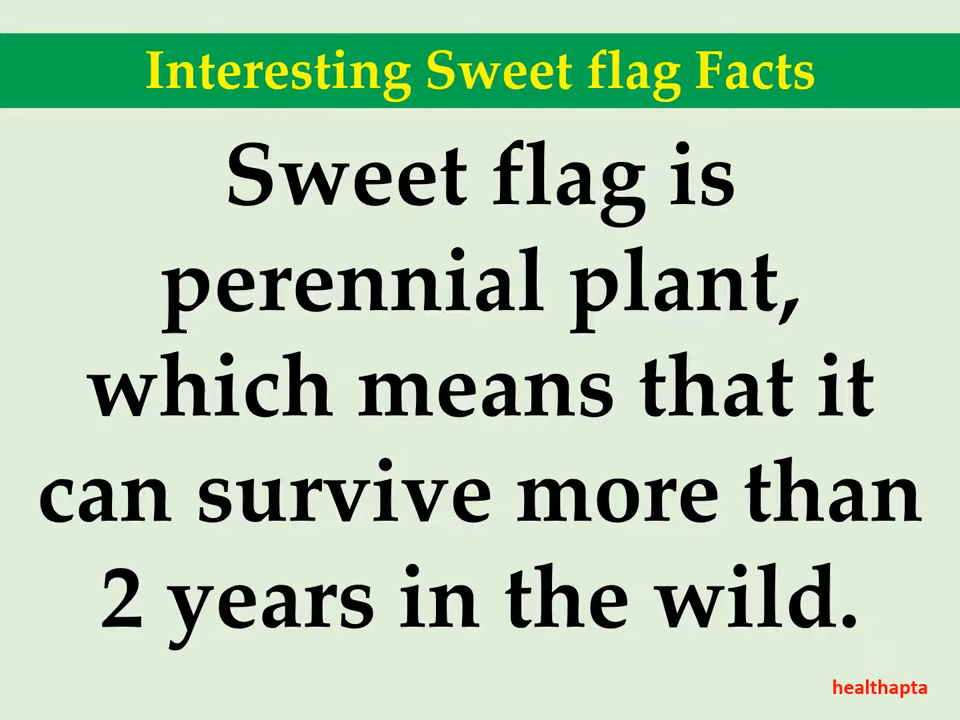 Interesting Sweet flag Facts
Sweet flag is
perennial plant,
which means that it
can survive more than
2 years in the wild.
healthapta